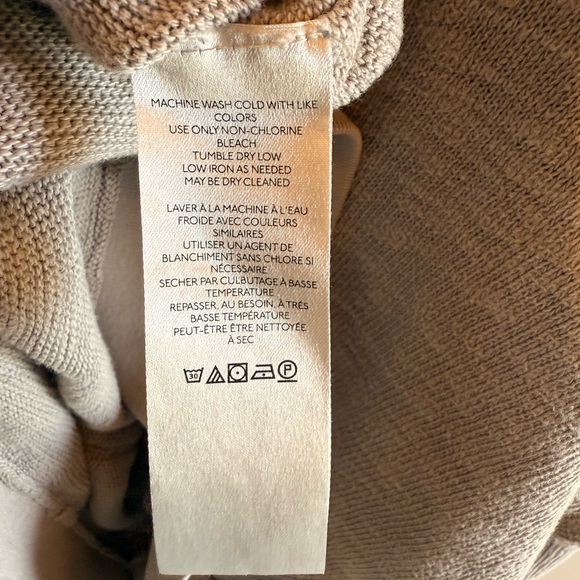 MACHINE WASH COLD WITH LIKE
COLORS
USE ONLY NON-CHLORINE
BLEACH
TUMBLE DRY LOW
LOW IRON AS NEEDED
MAY BE DRY CLEANED
LAVER À LA MACHINE À L'EAU
FROIDE AVEC COULEURS
SIMILAIRES
UTILISER UN AGENT DE
BLANCHIMENT SANS CHLORE SI
NÉCESSAIRE
SECHER PAR CULBUTAGE À BASSE
TEMPERATURE
REPASSER, AU BESOIN, À TRÈS
BASSE TEMPÉRATURE
PEUT-ÊTRE ÊTRE NETTOYÉE
À SEC
30 P